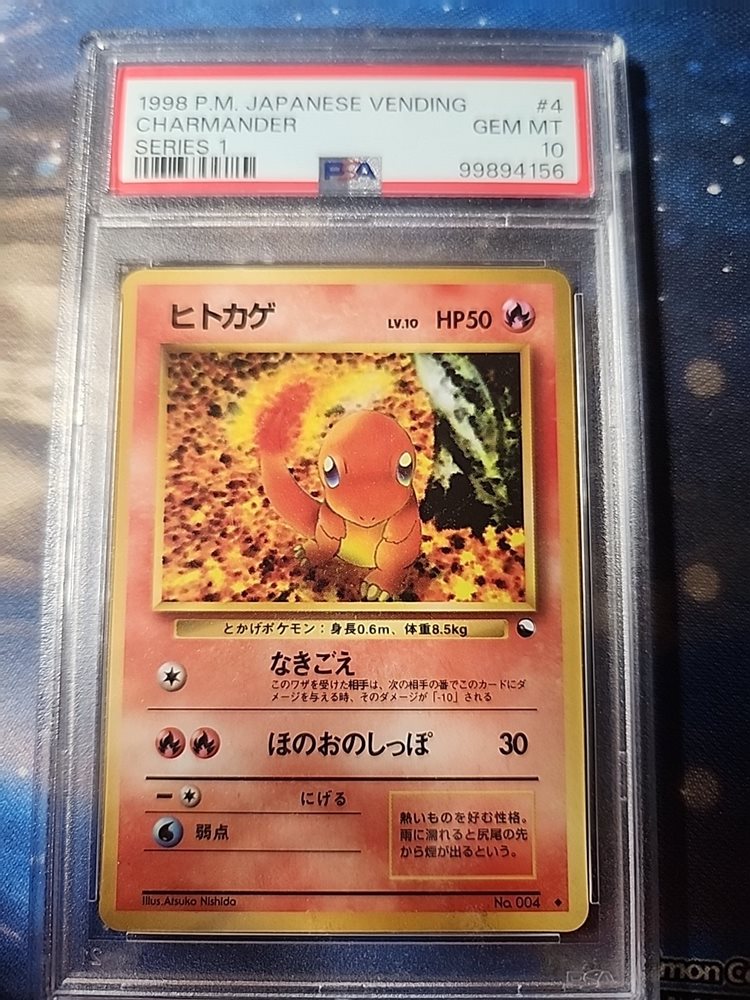 1998 P.M. JAPANESE VENDING #4
CHARMANDER GEM MT
SERIES 1 10
PSA 99894156
ヒトカゲ LV.10 HP50
とかげポケモン：身長0.6m、体重8.5kg
なきごえ
このワザを受けた相手は、次の相手の番でこのカードにダ
メージを与える時、そのダメージが「-10」される
ほのおのしっぽ 30
にげる
弱点
熱いものを好む性格。
雨に濡れると尻尾の先
から煙が出るという。
Illus.Atsuko Nishida No. 004
PSA
mon